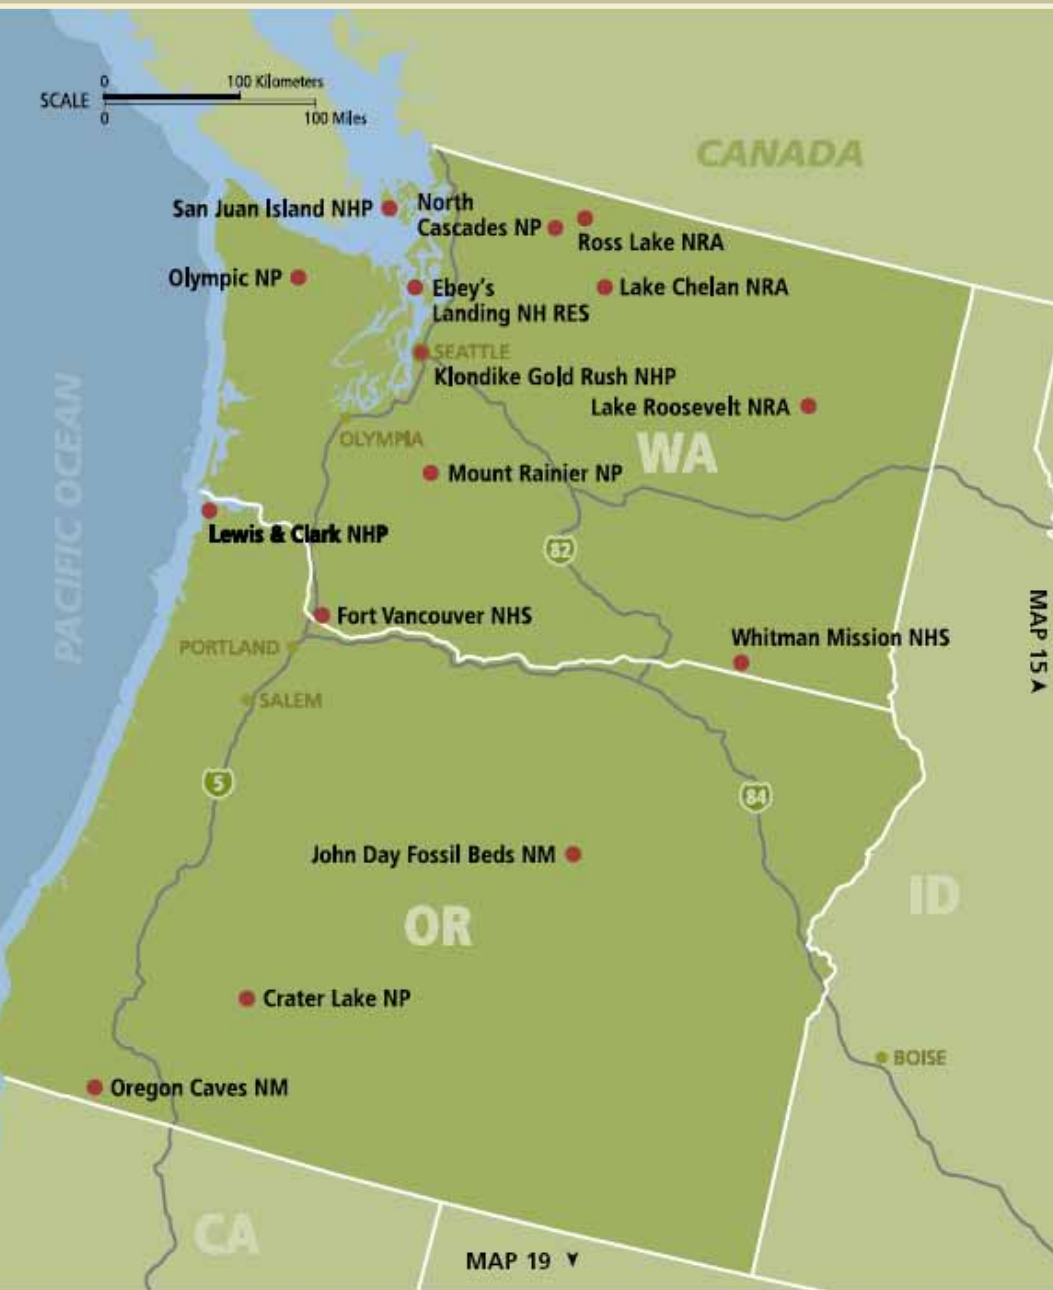 0
100 Kilometers
SCALE
0
100 Miles
CANADA
San Juan Island NHP
North
Cascades NP
Ross Lake NRA
Olympic NP
Ebey's
Landing NH RES
Lake Chelan NRA
SEATTLE
Klondike Gold Rush NHP
Lake Roosevelt NRA
WA
OLYMPIA
Mount Rainier NP
PACIFIC OCEAN
Lewis & Clark NHP
82
Fort Vancouver NHS
Whitman Mission NHS
MAP 15
PORTLAND
SALEM
5
84
John Day Fossil Beds NM
ID
OR
Crater Lake NP
BOISE
Oregon Caves NM
CA
MAP 19